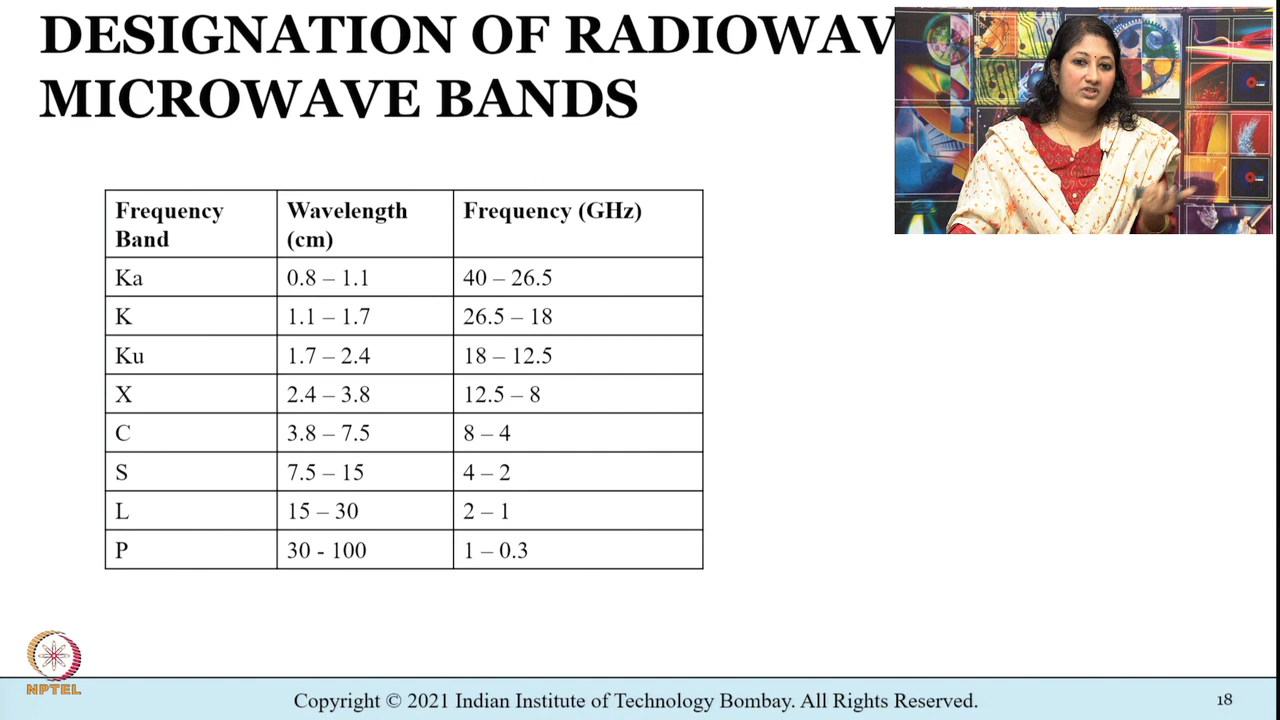 DESIGNATION OF RADIOWAV
MICROWAVE BANDS
Frequency Band Wavelength (cm) Frequency (GHz)
Ka 0.8 – 1.1 40 – 26.5
K 1.1 – 1.7 26.5 – 18
Ku 1.7 – 2.4 18 – 12.5
X 2.4 – 3.8 12.5 – 8
C 3.8 – 7.5 8 – 4
S 7.5 – 15 4 – 2
L 15 – 30 2 – 1
P 30 - 100 1 – 0.3
NPTEL
Copyright © 2021 Indian Institute of Technology Bombay. All Rights Reserved.
18